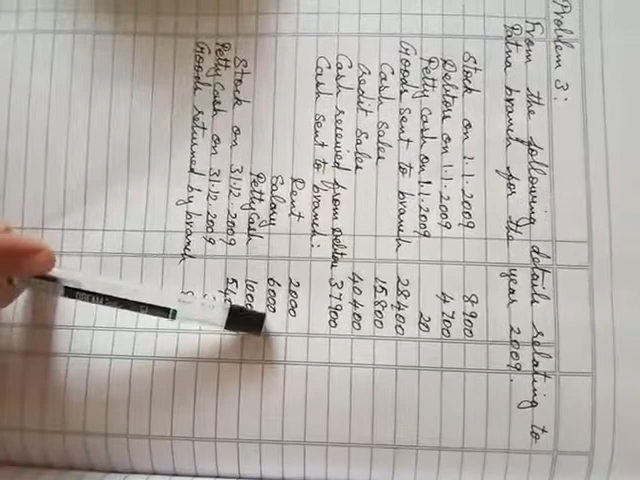 Problem 3:
From the following details relating to
Patna branch for the year 2009.
Stock on 1.1.2009 8900
Debtors on 1.1.2009 4700
Petty cash on 1.1.2009 20
Goods sent to branch 28400
Cash sales 15800
Credit Sales 40400
Cash received from Debtors 37900
Cash sent to branch:
Rent 2000
Salary 6000
Petty Cash 1000
Stock on 31.12.2009
Petty Cash on 31.12.2009
Goods returned by branch